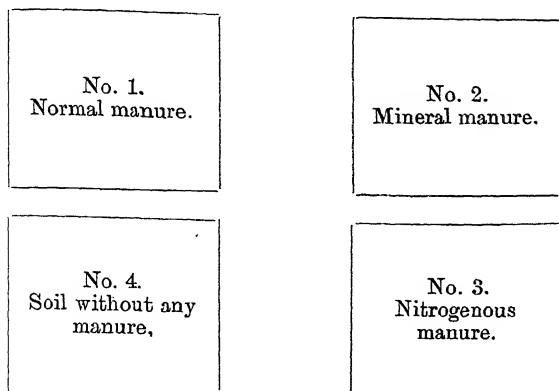 No. 1.
Normal manure.
No. 2.
Mineral manure.
No. 4.
Soil without any
manure,
No. 3.
Nitrogenous
manure.